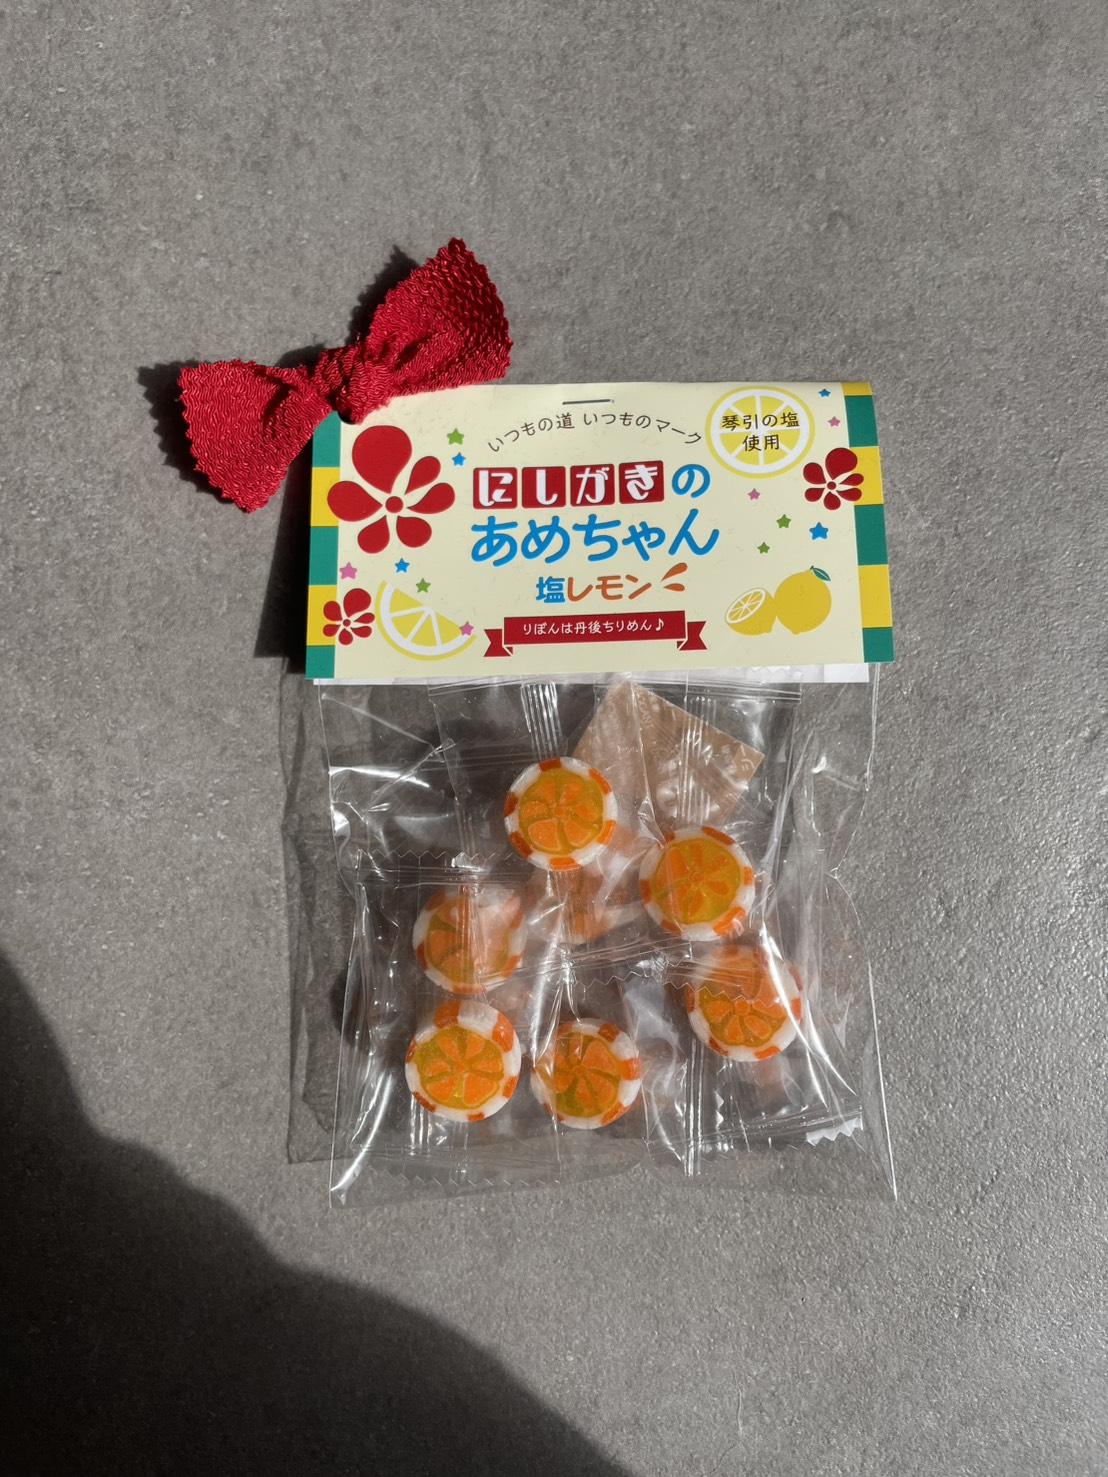 いつもの道 いつものマーク
琴引の塩
使用
にしがきの
あめちゃん
塩レモン
りぼんは丹後ちりめん♪